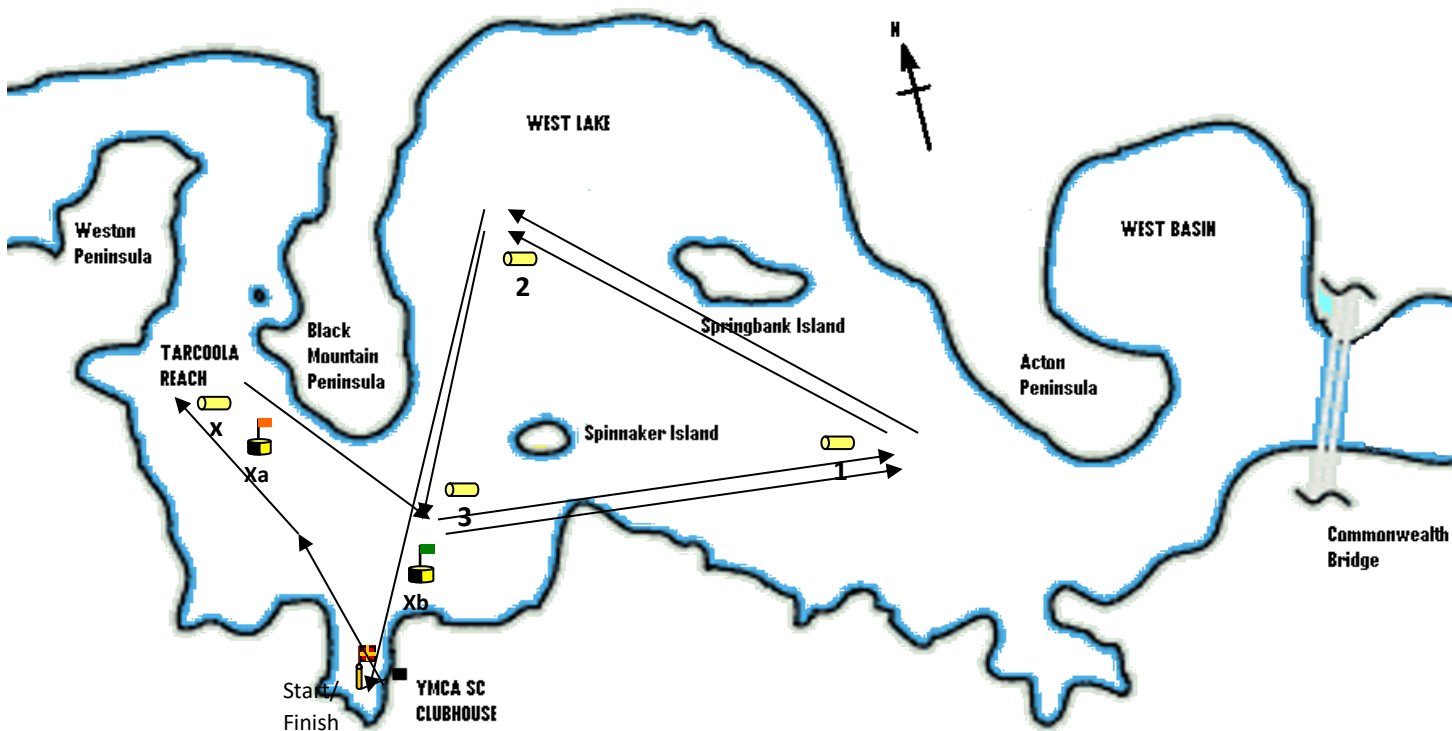 N
WEST LAKE
WEST BASIN
Weston
Peninsula
2
Springbank Island
Black
Mountain
Peninsula
TARCOOLA
REACH
Acton
Peninsula
X
Xa
Spinnaker Island
1
3
Commonwealth
Bridge
Xb
Start/
Finish
YMCA SC
CLUBHOUSE